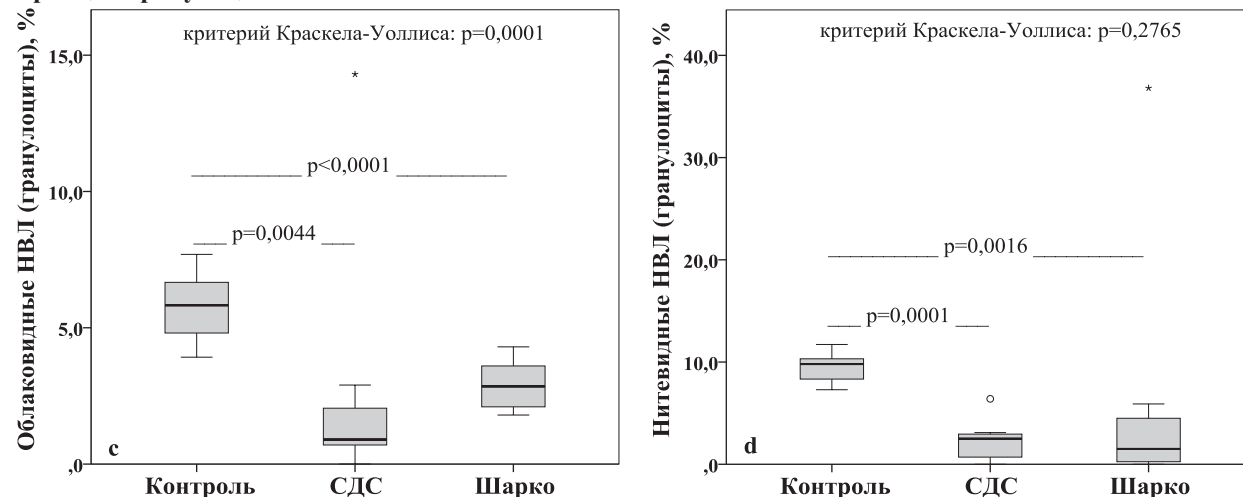 Облаковидные НВЛ (гранулоциты), %
критерий Краскела-Уоллиса: p=0,0001
15,0
*
p<0,0001
10,0
p=0,0044
5,0
,0
c
Контроль СДС Шарко
Нитевидные НВЛ (гранулоциты), %
критерий Краскела-Уоллиса: p=0,2765
40,0
*
30,0
p=0,0016
20,0
p=0,0001
10,0
,0
d
Контроль СДС Шарко